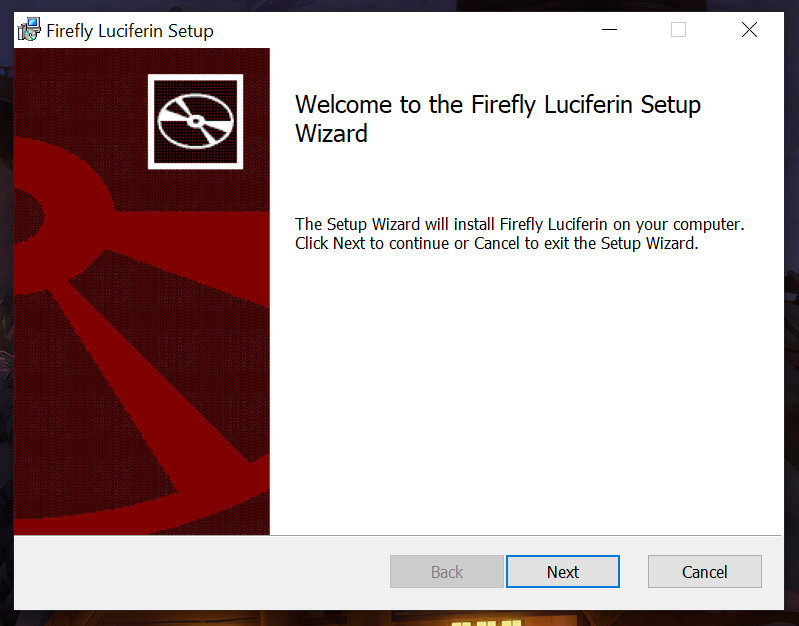 Firefly Luciferin Setup
Welcome to the Firefly Luciferin Setup
Wizard
The Setup Wizard will install Firefly Luciferin on your computer.
Click Next to continue or Cancel to exit the Setup Wizard.
Back
Next
Cancel